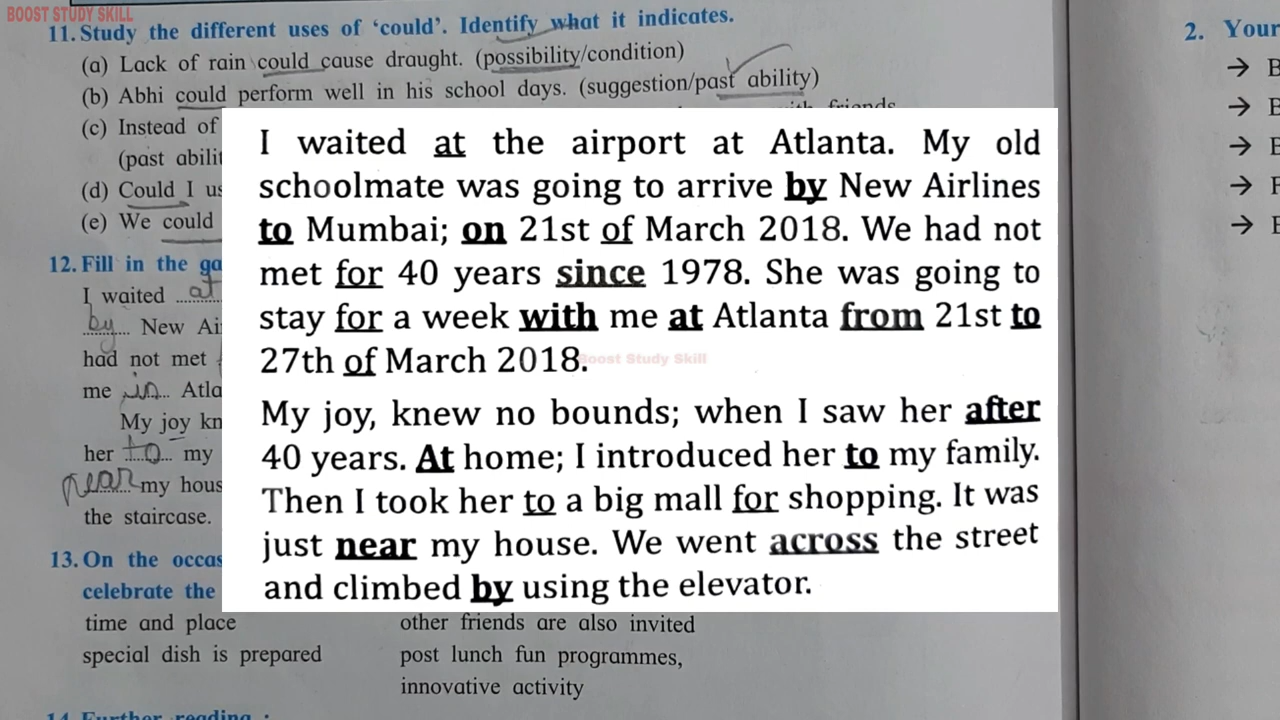 BOOST STUDY SKILL
11. Study the different uses of ‘could’. Identify what it indicates.
(a) Lack of rain could cause draught. (possibility/condition)
(b) Abhi could perform well in his school days. (suggestion/past ability)
(c) Instead of
with friends
(past abilit
(d) Could I us
(e) We could
12. Fill in the ga
I waited ...at...
by... New Ai
had not met
me ...in... Atla
My joy kn
her ...to... my
near... my hous
the staircase.
I waited at the airport at Atlanta. My old
schoolmate was going to arrive by New Airlines
to Mumbai; on 21st of March 2018. We had not
met for 40 years since 1978. She was going to
stay for a week with me at Atlanta from 21st to
27th of March 2018.
Boost Study Skill
My joy, knew no bounds; when I saw her after
40 years. At home; I introduced her to my family.
Then I took her to a big mall for shopping. It was
just near my house. We went across the street
and climbed by using the elevator.
13. On the occas
celebrate the
time and place
special dish is prepared
other friends are also invited
post lunch fun programmes,
innovative activity
14. Further reading :
2. Your
→ B
→ E
→ E
→ F
→ E